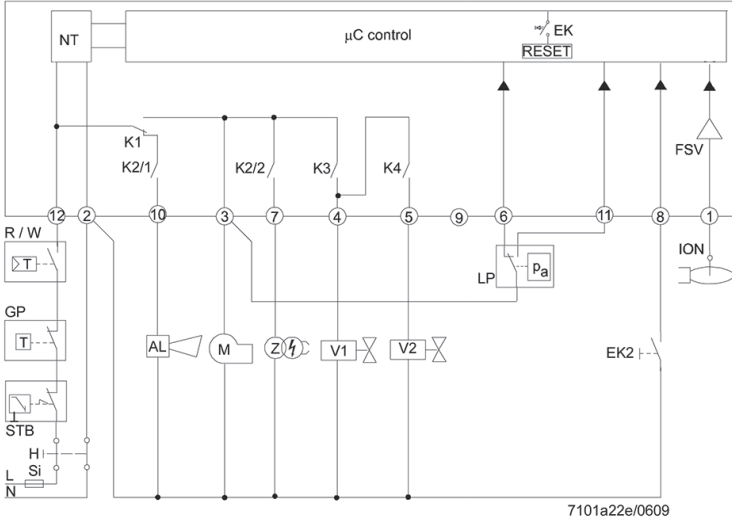 NT
µC control
EK
RESET
K1
K2/1
K2/2
K3
K4
FSV
12
2
10
3
7
4
5
9
6
11
8
1
R / W
T
LP
pa
ION
GP
T
AL
M
Z
V1
V2
EK2
STB
H
Si
L
N
7101a22e/0609